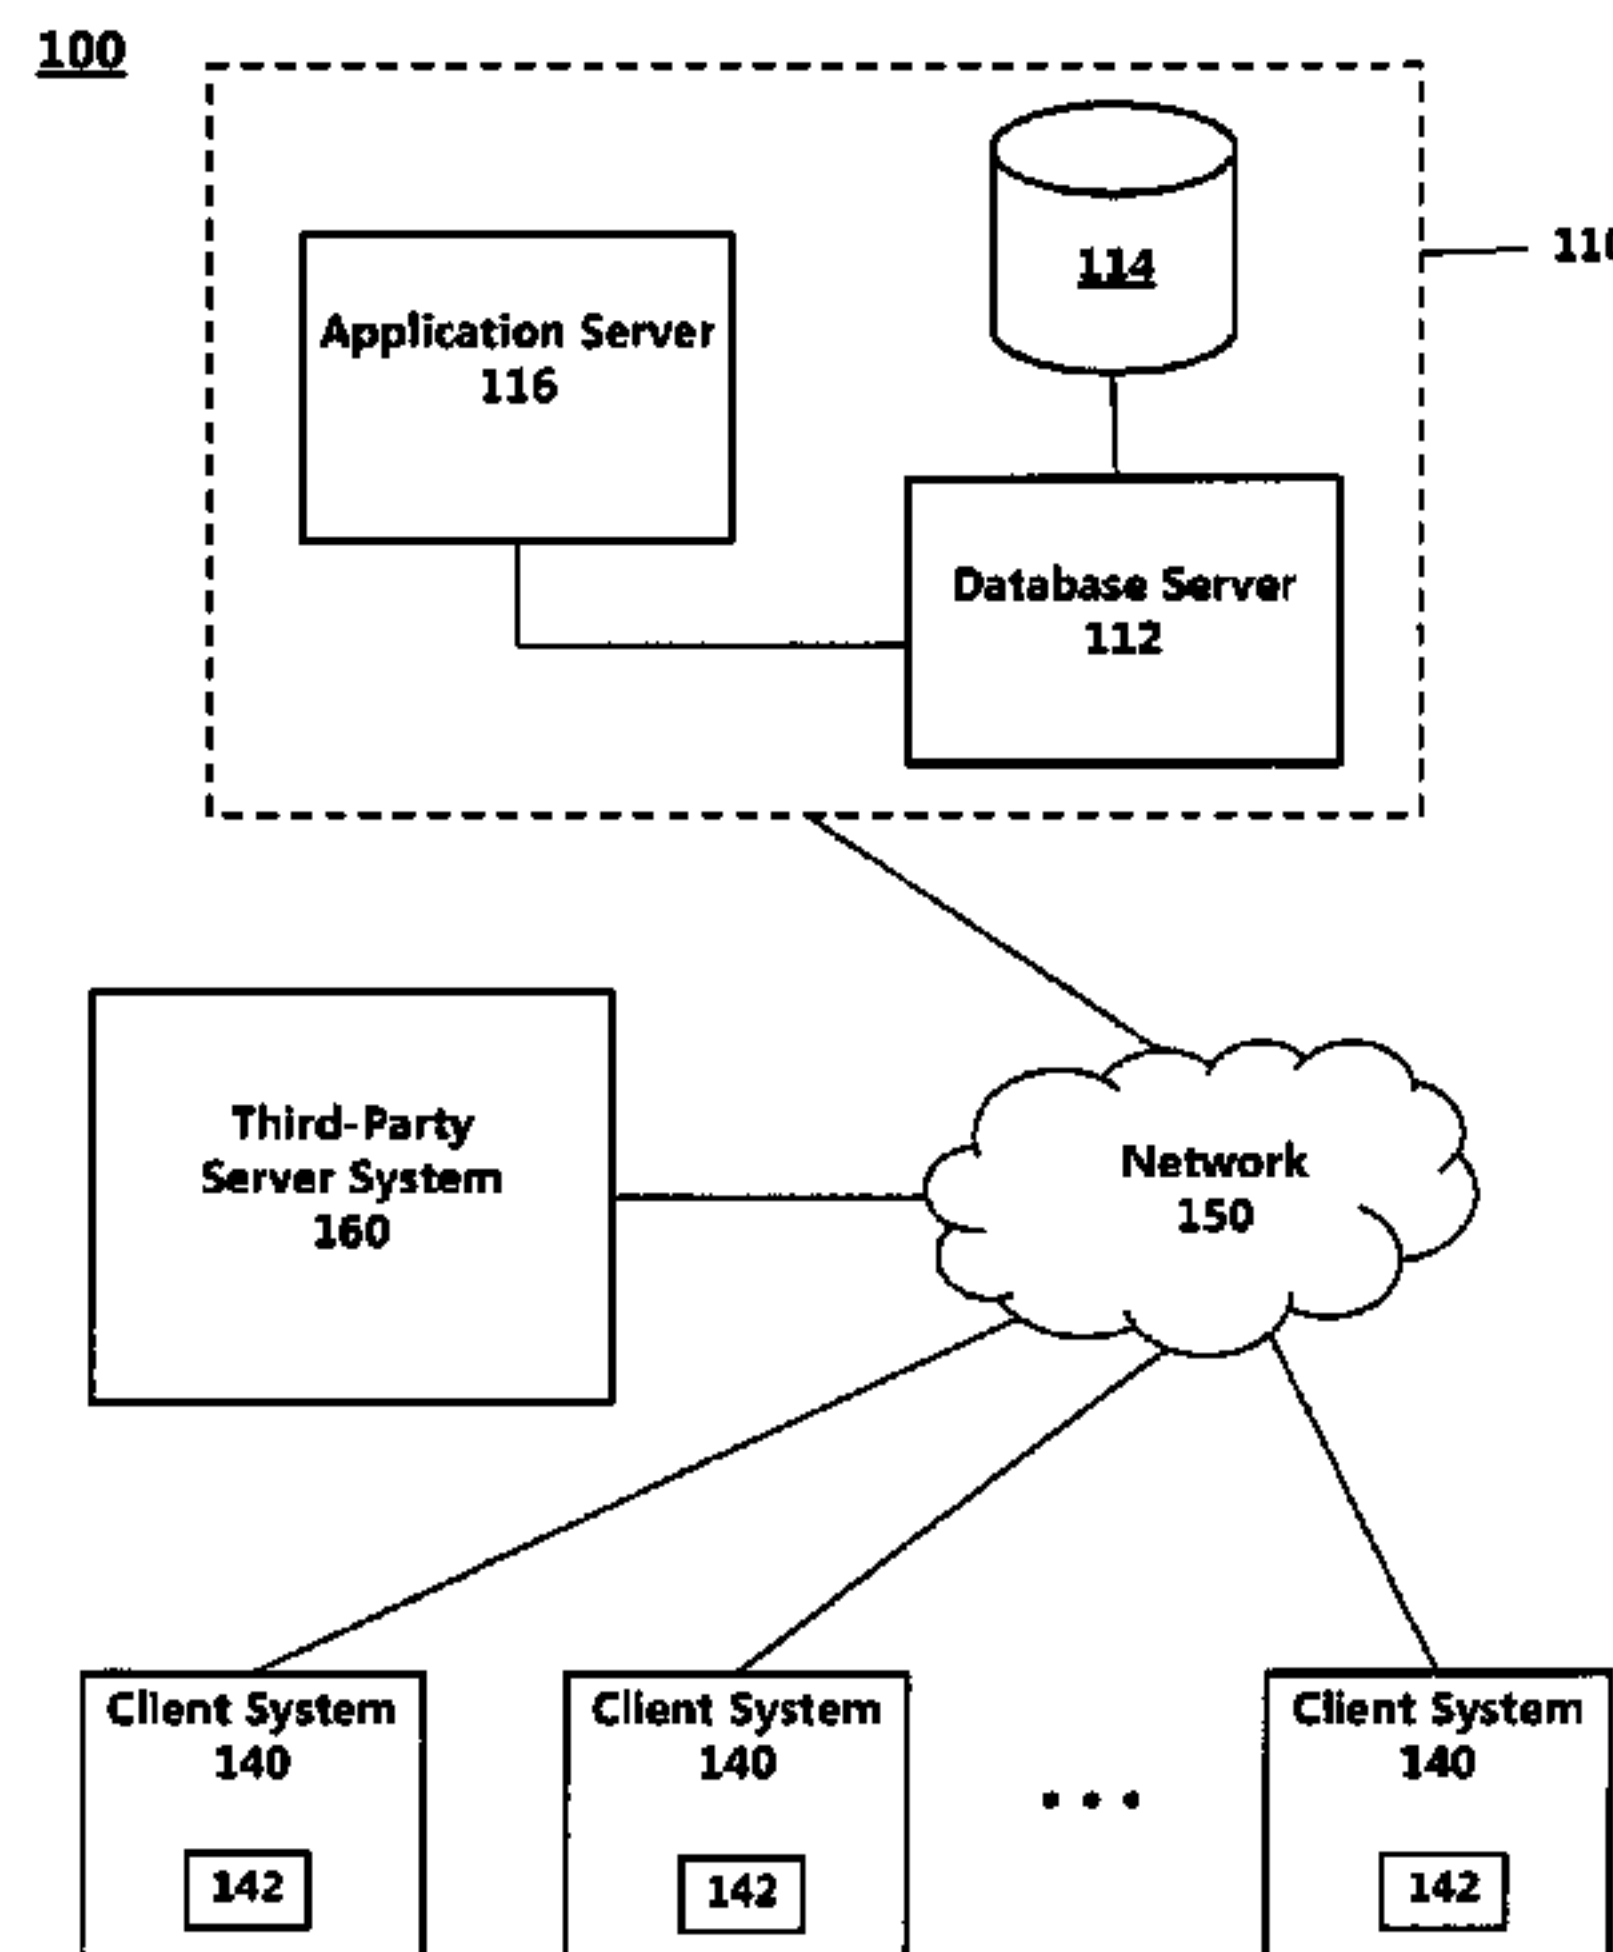 100
114
110
Application Server
116
Database Server
112
Third-Party
Server System
160
Network
150
Client System
140
142
Client System
140
142
• • •
Client System
140
142